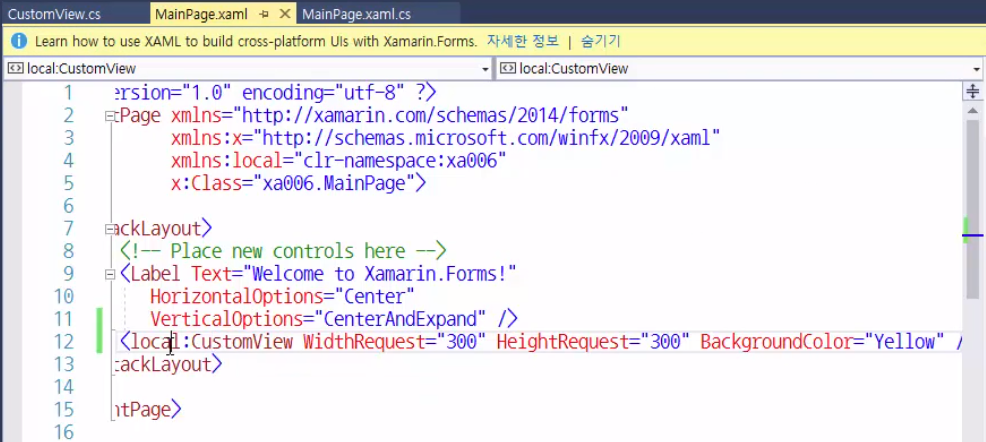 CustomView.cs MainPage.xaml MainPage.xaml.cs
Learn how to use XAML to build cross-platform UIs with Xamarin.Forms. 자세한 정보 | 숨기기
local:CustomView local:CustomView
1 ersion="1.0" encoding="utf-8" ?>
2 tPage xmlns="http://xamarin.com/schemas/2014/forms"
3 xmlns:x="http://schemas.microsoft.com/winfx/2009/xaml"
4 xmlns:local="clr-namespace:xa006"
5 x:Class="xa006.MainPage">
6
7 ackLayout>
8 <!-- Place new controls here -->
9 <Label Text="Welcome to Xamarin.Forms!"
10 HorizontalOptions="Center"
11 VerticalOptions="CenterAndExpand" />
12 <local:CustomView WidthRequest="300" HeightRequest="300" BackgroundColor="Yellow" /
13 tackLayout>
14
15 ntPage>
16